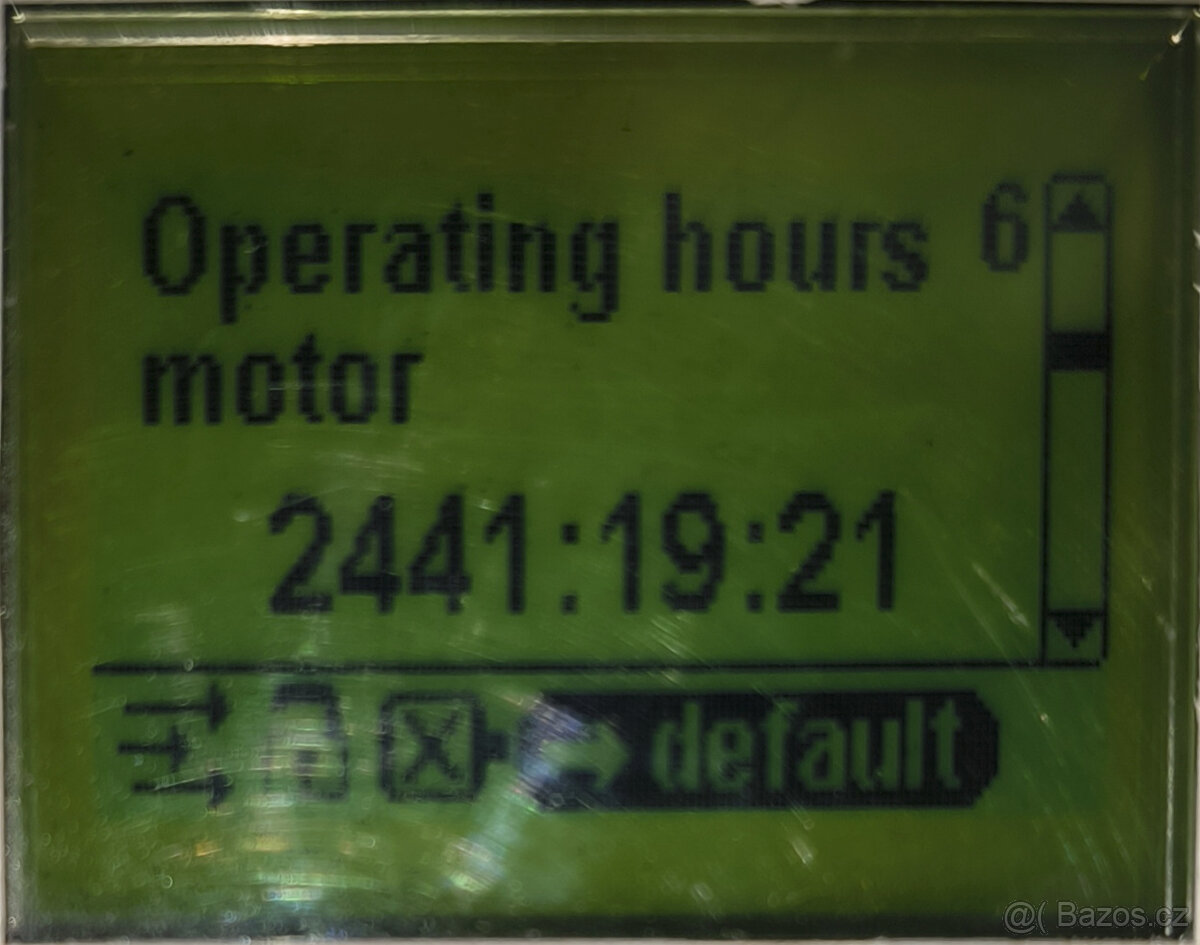 Operating hours 6
motor
2441:19:21
default
@( Bazos.cz